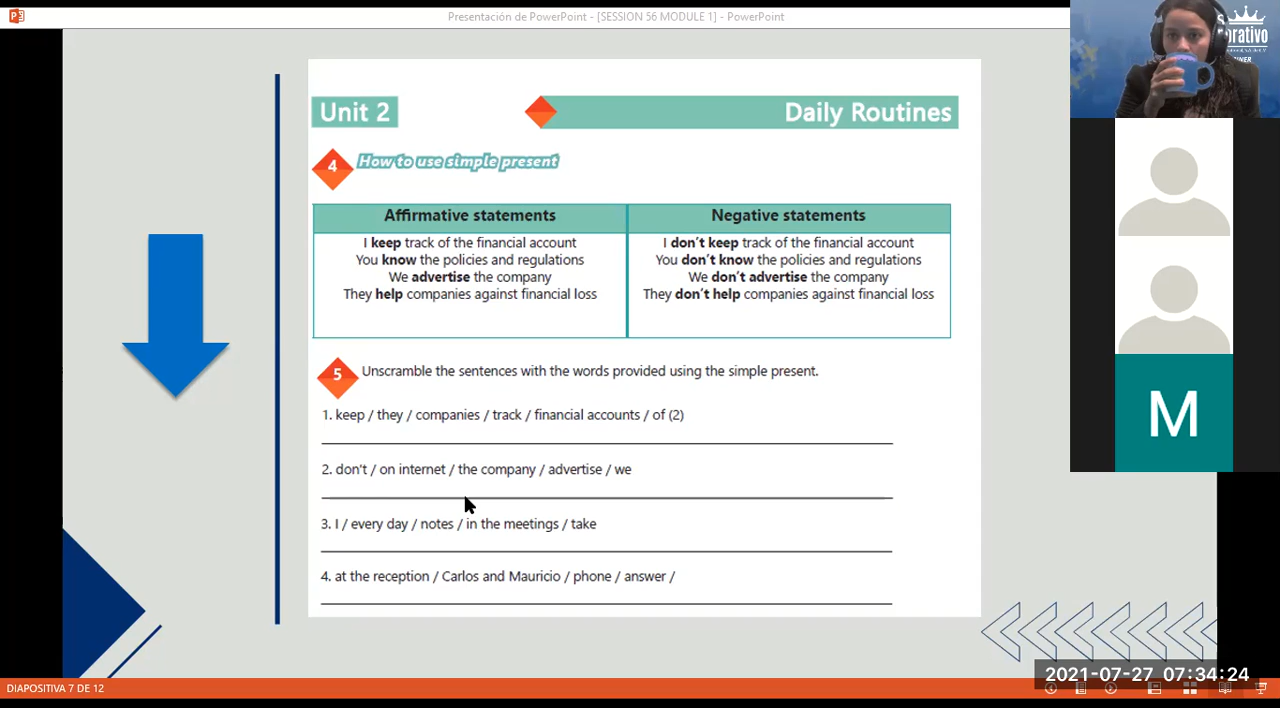 Presentación de PowerPoint - [SESSION 56 MODULE 1] - PowerPoint
Unit 2
Daily Routines
4
How to use simple present
Affirmative statements
I keep track of the financial account
You know the policies and regulations
We advertise the company
They help companies against financial loss
Negative statements
I don't keep track of the financial account
You don't know the policies and regulations
We don't advertise the company
They don't help companies against financial loss
5
Unscramble the sentences with the words provided using the simple present.
1. keep / they / companies / track / financial accounts / of (2)
2. don't / on internet / the company / advertise / we
3. I / every day / notes / in the meetings / take
4. at the reception / Carlos and Mauricio / phone / answer /
M
2021-07-27 07:34:24
DIAPOSITIVA 7 DE 12